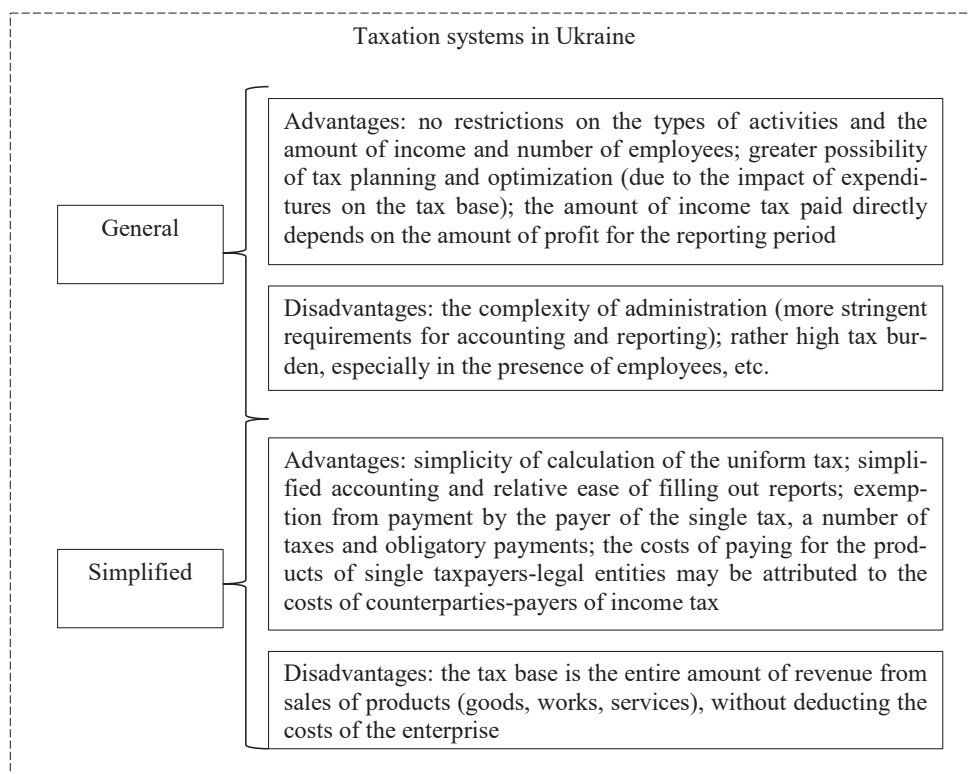 Taxation systems in Ukraine
General
Advantages: no restrictions on the types of activities and the
amount of income and number of employees; greater possibility
of tax planning and optimization (due to the impact of expendi-
tures on the tax base); the amount of income tax paid directly
depends on the amount of profit for the reporting period
Disadvantages: the complexity of administration (more stringent
requirements for accounting and reporting); rather high tax bur-
den, especially in the presence of employees, etc.
Simplified
Advantages: simplicity of calculation of the uniform tax; simpli-
fied accounting and relative ease of filling out reports; exemp-
tion from payment by the payer of the single tax, a number of
taxes and obligatory payments; the costs of paying for the prod-
ucts of single taxpayers-legal entities may be attributed to the
costs of counterparties-payers of income tax
Disadvantages: the tax base is the entire amount of revenue from
sales of products (goods, works, services), without deducting the
costs of the enterprise